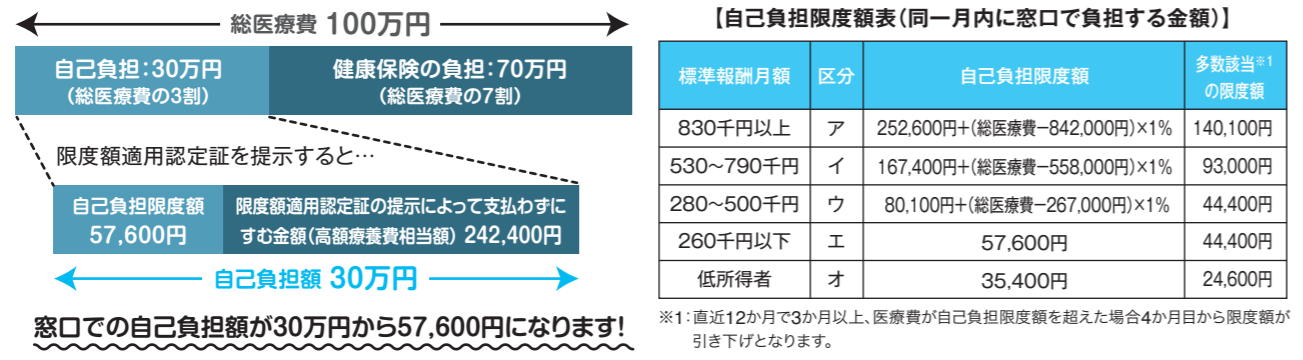 総医療費 100万円
自己負担：30万円
（総医療費の3割）
健康保険の負担：70万円
（総医療費の7割）
限度額適用認定証を提示すると…
自己負担限度額
57,600円
限度額適用認定証の提示によって支払わずに
すむ金額（高額療養費相当額） 242,400円
自己負担額 30万円
窓口での自己負担額が30万円から57,600円になります!
【自己負担限度額表（同一月内に窓口で負担する金額）】
標準報酬月額 区分 自己負担限度額 多数該当※1
の限度額
830千円以上 ア 252,600円＋（総医療費−842,000円）×1% 140,100円
530〜790千円 イ 167,400円＋（総医療費−558,000円）×1% 93,000円
280〜500千円 ウ 80,100円＋（総医療費−267,000円）×1% 44,400円
260千円以下 エ 57,600円 44,400円
低所得者 オ 35,400円 24,600円
※1：直近12か月で3か月以上、医療費が自己負担限度額を超えた場合4か月目から限度額が
引き下げとなります。